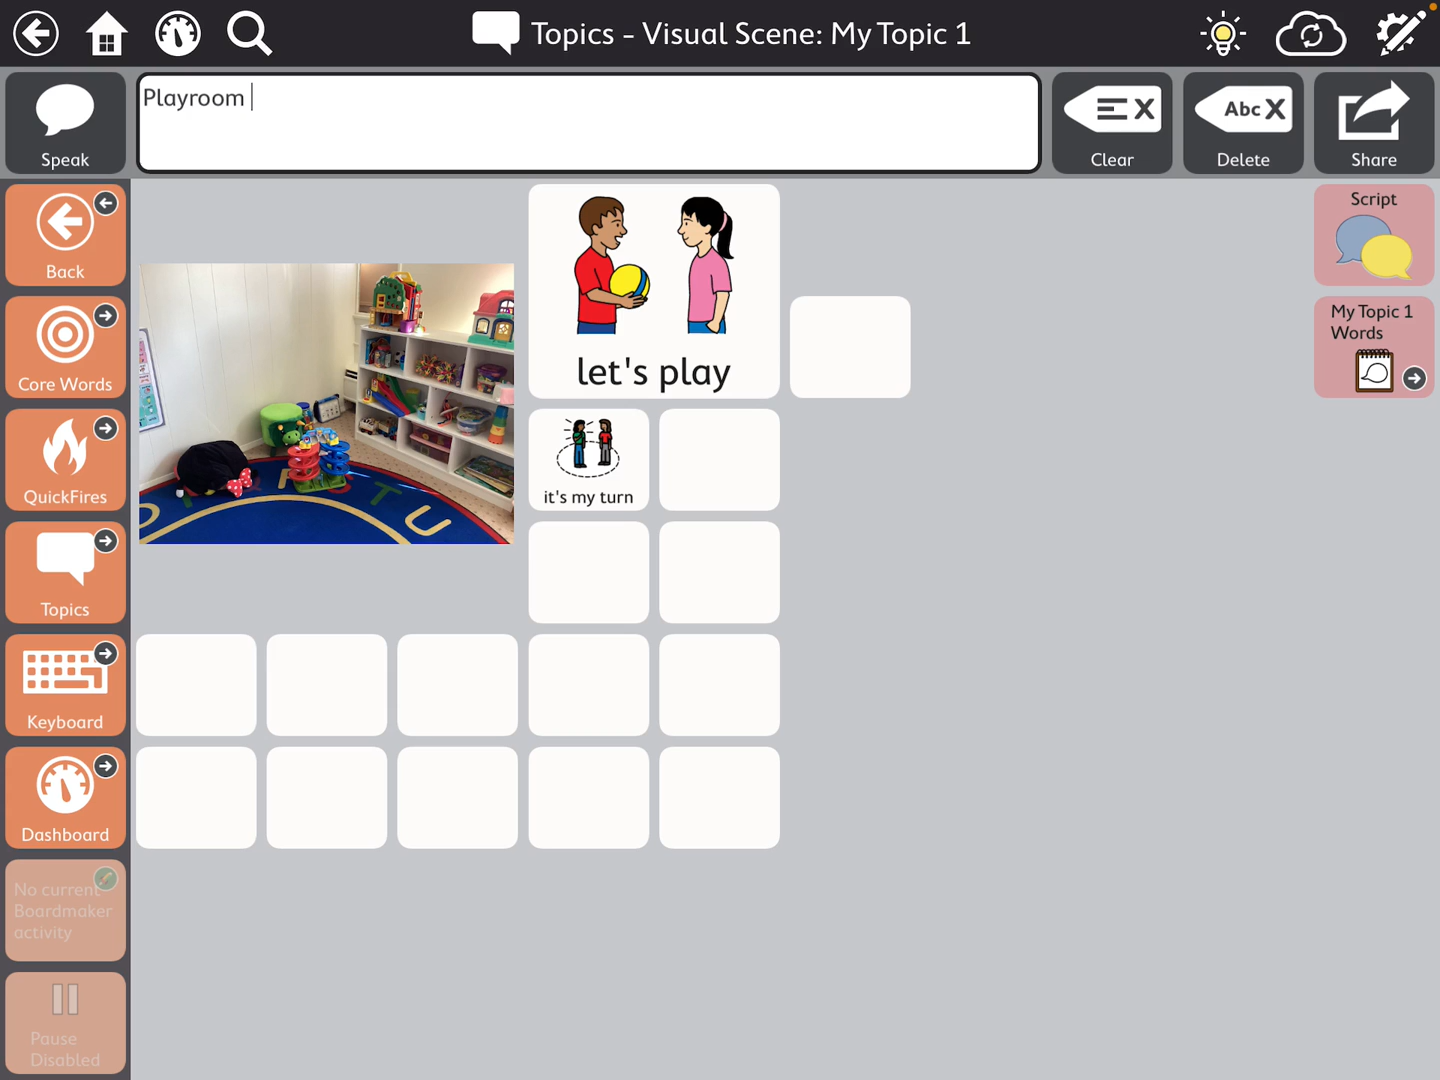 Topics - Visual Scene: My Topic 1
Speak
Playroom
Abc
Clear
Delete
Share
Back
Core Words
QuickFires
Topics
Keyboard
Dashboard
No current
Boardmaker
activity
Pause
Disabled
let's play
it's my turn
Script
My Topic 1
Words